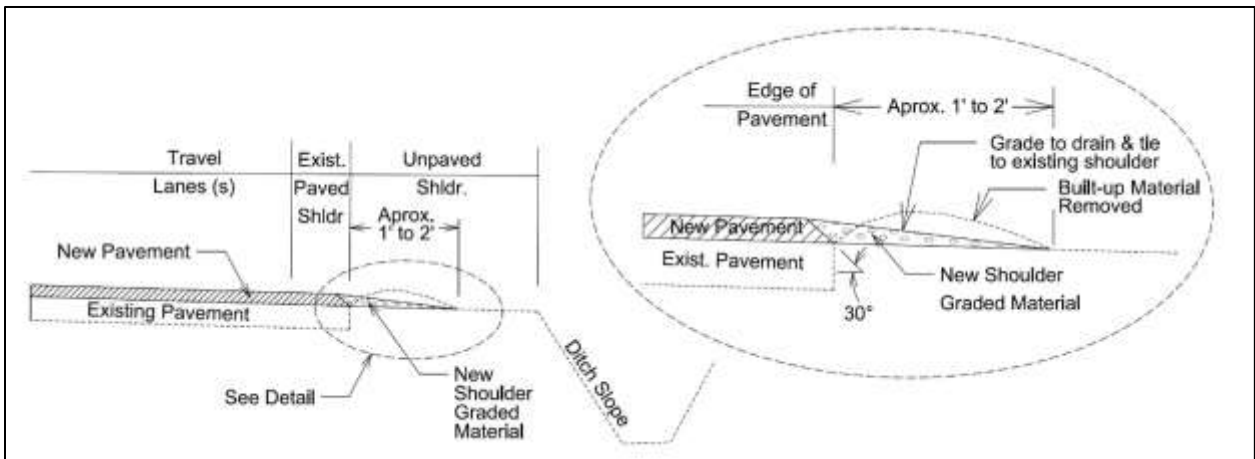 Travel
Lanes (s)
Exist.
Paved
Shldr
Unpaved
Shldr.
Aprox.
1' to 2'
New Pavement
Existing Pavement
See Detail
New
Shoulder
Graded
Material
Ditch Slope
Edge of
Pavement
Aprox. 1' to 2'
Grade to drain & tle
to existing shoulder
Built-up Material
Removed
New Pavement
Exist. Pavement
30°
New Shoulder
Graded Material